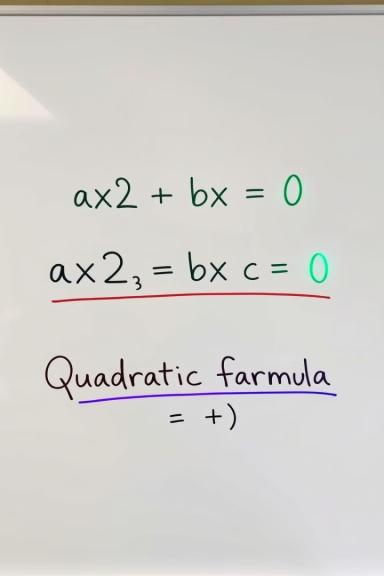 ax2 + bx = 0
ax2₃ = bx c = 0
Quadratic farmula
= +)